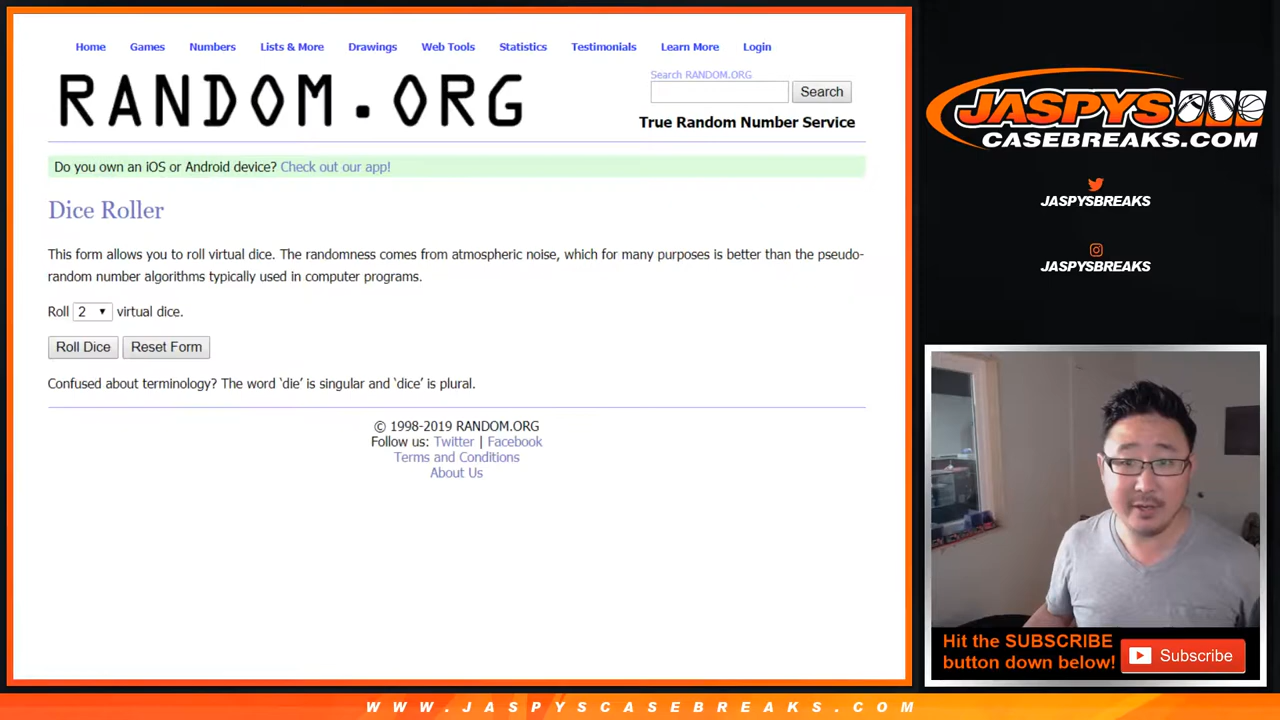 Home Games Numbers Lists & More Drawings Web Tools Statistics Testimonials Learn More Login
RANDOM.ORG
Search RANDOM.ORG
Search
True Random Number Service
Do you own an iOS or Android device? Check out our app!
Dice Roller
This form allows you to roll virtual dice. The randomness comes from atmospheric noise, which for many purposes is better than the pseudo-
random number algorithms typically used in computer programs.
Roll 2 virtual dice.
Roll Dice Reset Form
Confused about terminology? The word ‘die’ is singular and ‘dice’ is plural.
© 1998-2019 RANDOM.ORG
Follow us: Twitter | Facebook
Terms and Conditions
About Us
JASPYS
CASEBREAKS.COM
JASPYSBREAKS
JASPYSBREAKS
Hit the SUBSCRIBE
button down below!
Subscribe
WWW.JASPYSCASEBREAKS.COM